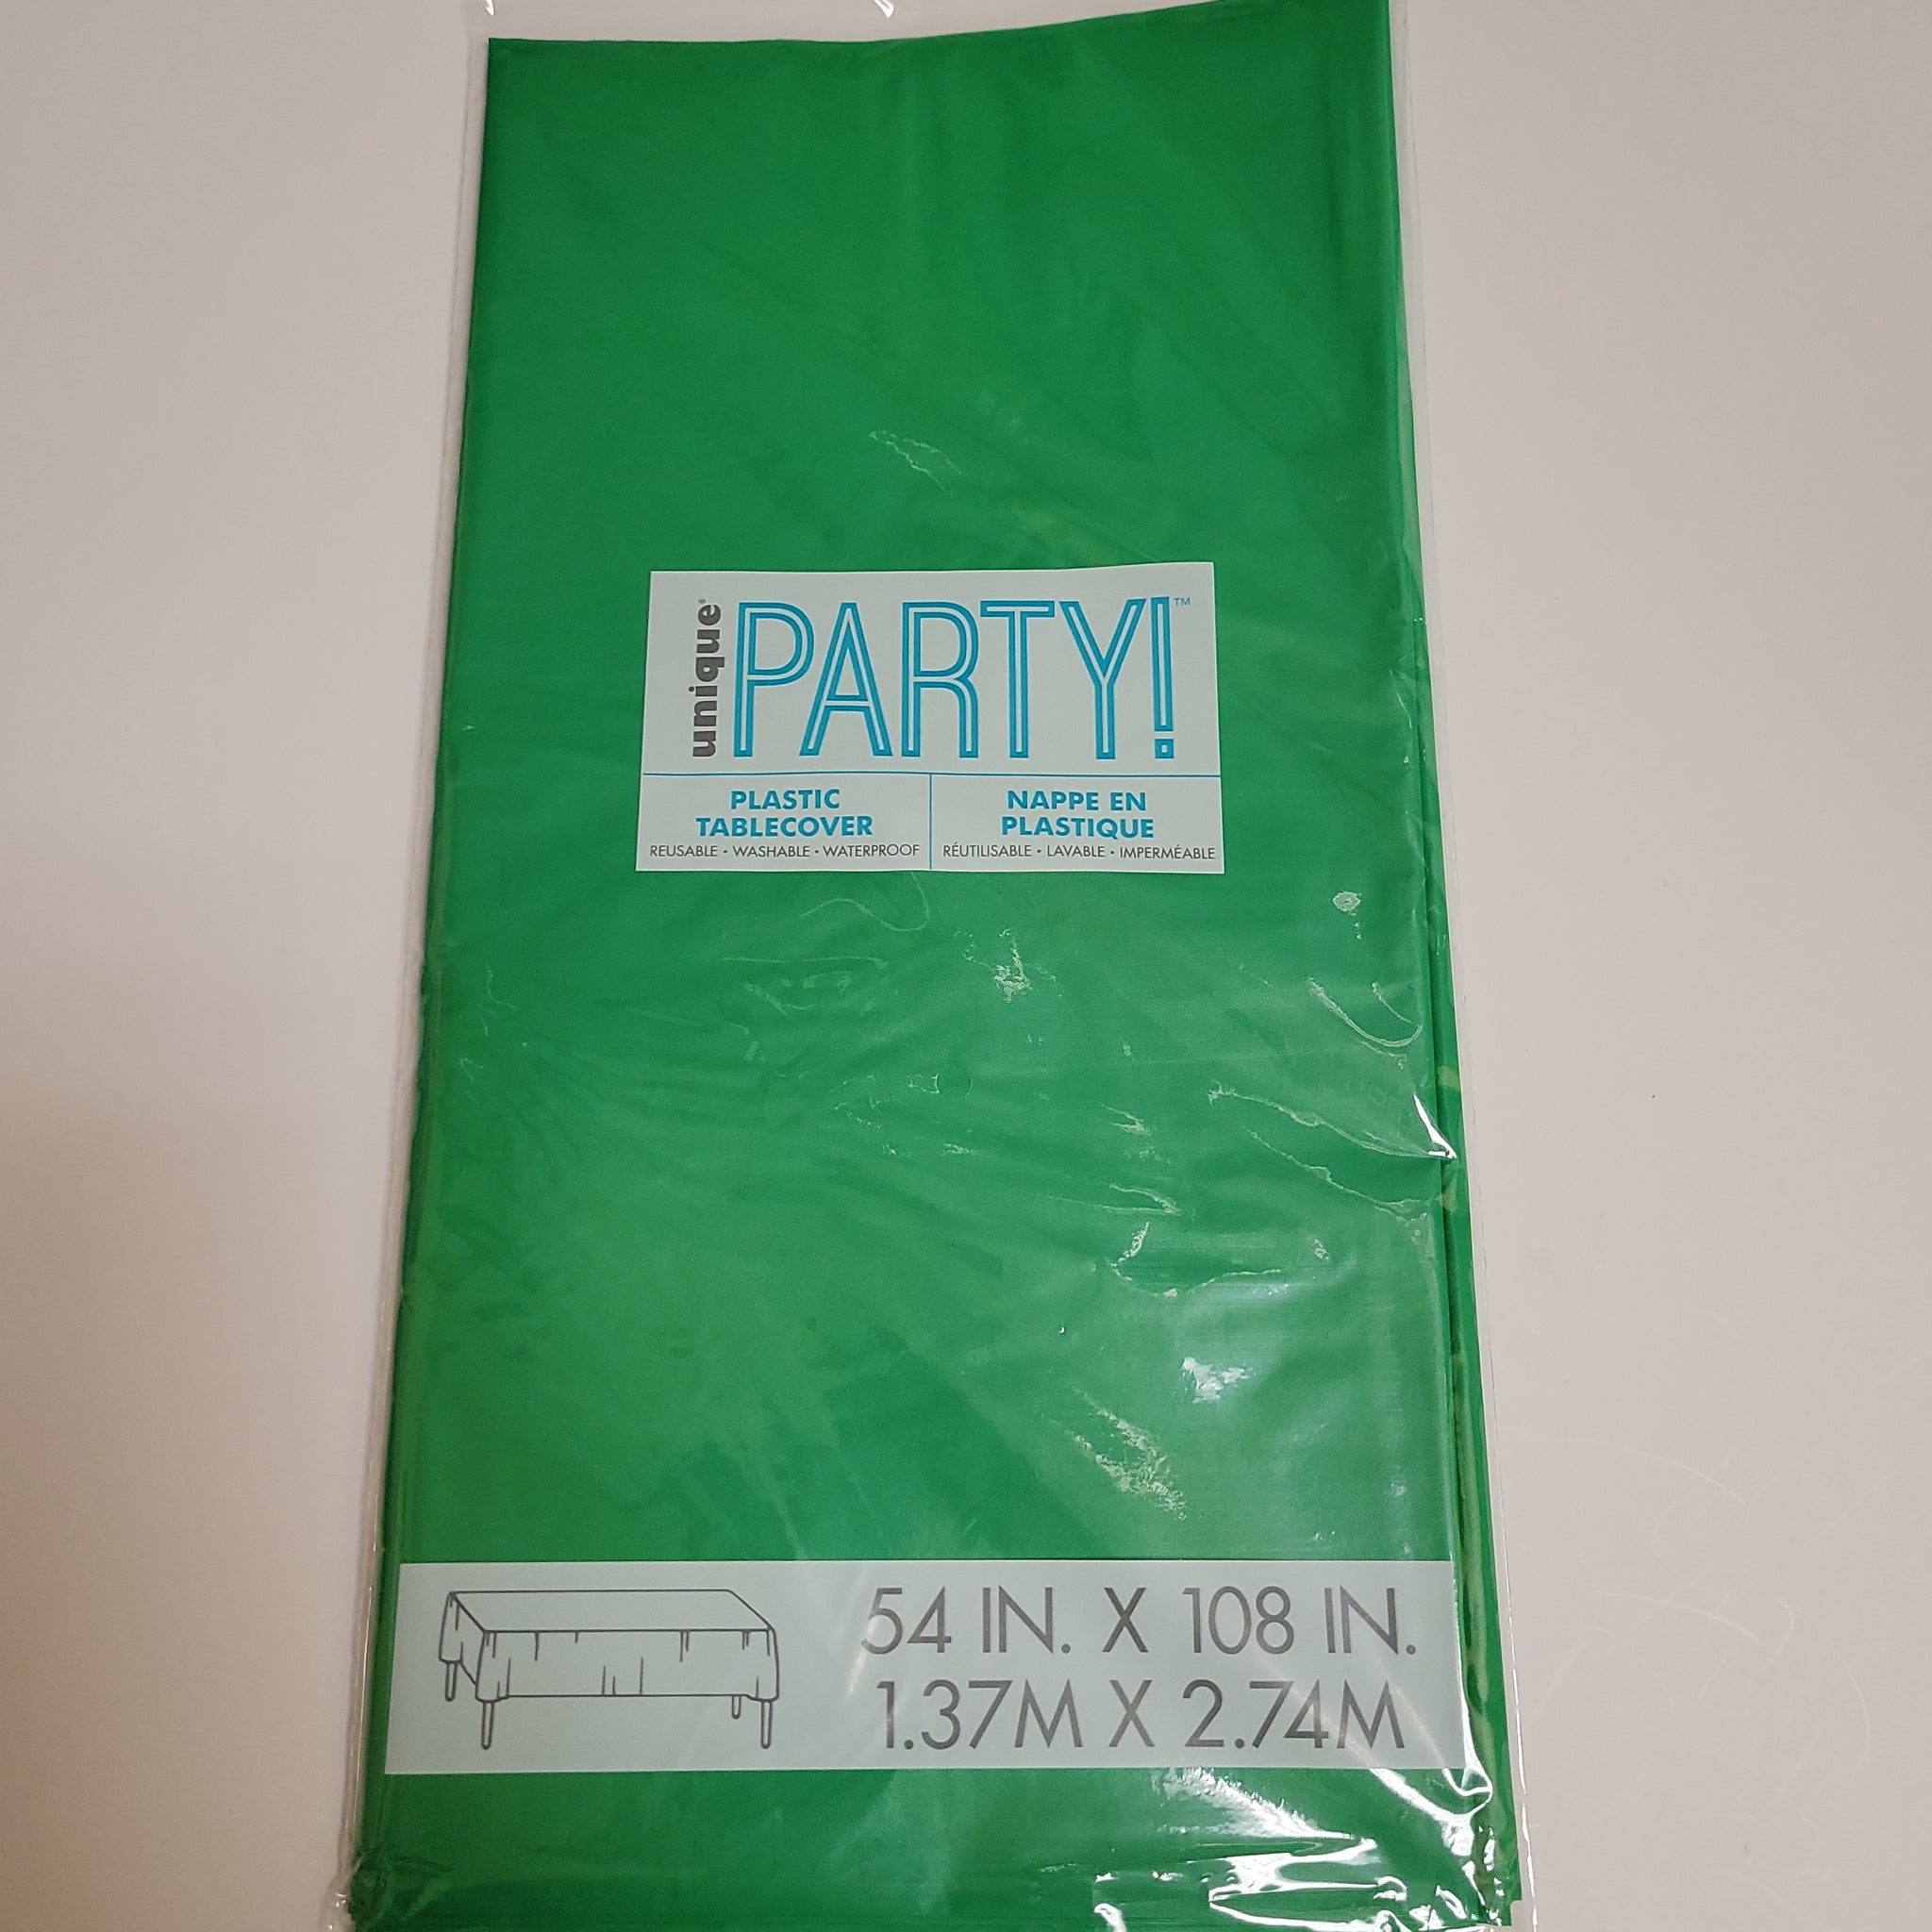 unique® PARTY!™
PLASTIC
TABLECOVER
REUSABLE • WASHABLE • WATERPROOF
NAPPE EN
PLASTIQUE
RÉUTILISABLE • LAVABLE • IMPERMÉABLE
54 IN. X 108 IN.
1.37M X 2.74M